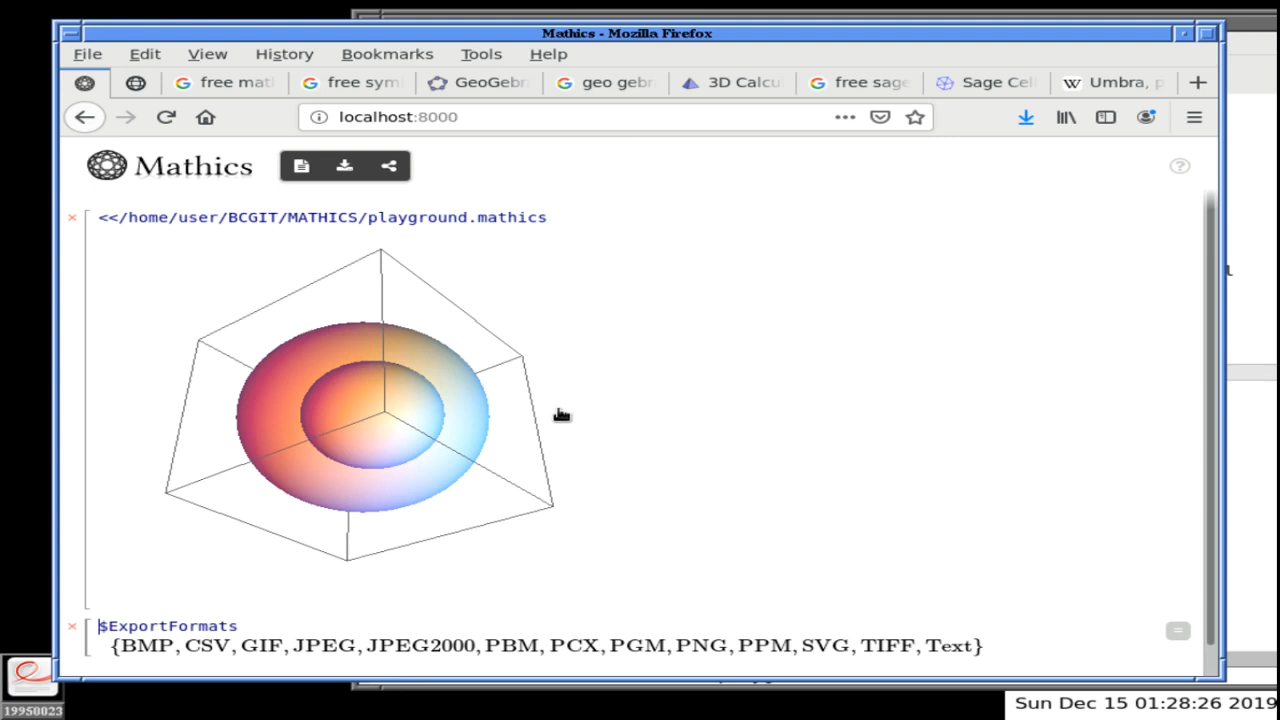 Mathics - Mozilla Firefox
File Edit View History Bookmarks Tools Help
free mat free sym GeoGebr geo gebr 3D Calcu free sage Sage Cel Umbra, p
localhost:8000
Mathics
<</home/user/BCGIT/MATHICS/playground.mathics
$ExportFormats
{BMP, CSV, GIF, JPEG, JPEG2000, PBM, PCX, PGM, PNG, PPM, SVG, TIFF, Text}
19950023
Sun Dec 15 01:28:26 2019